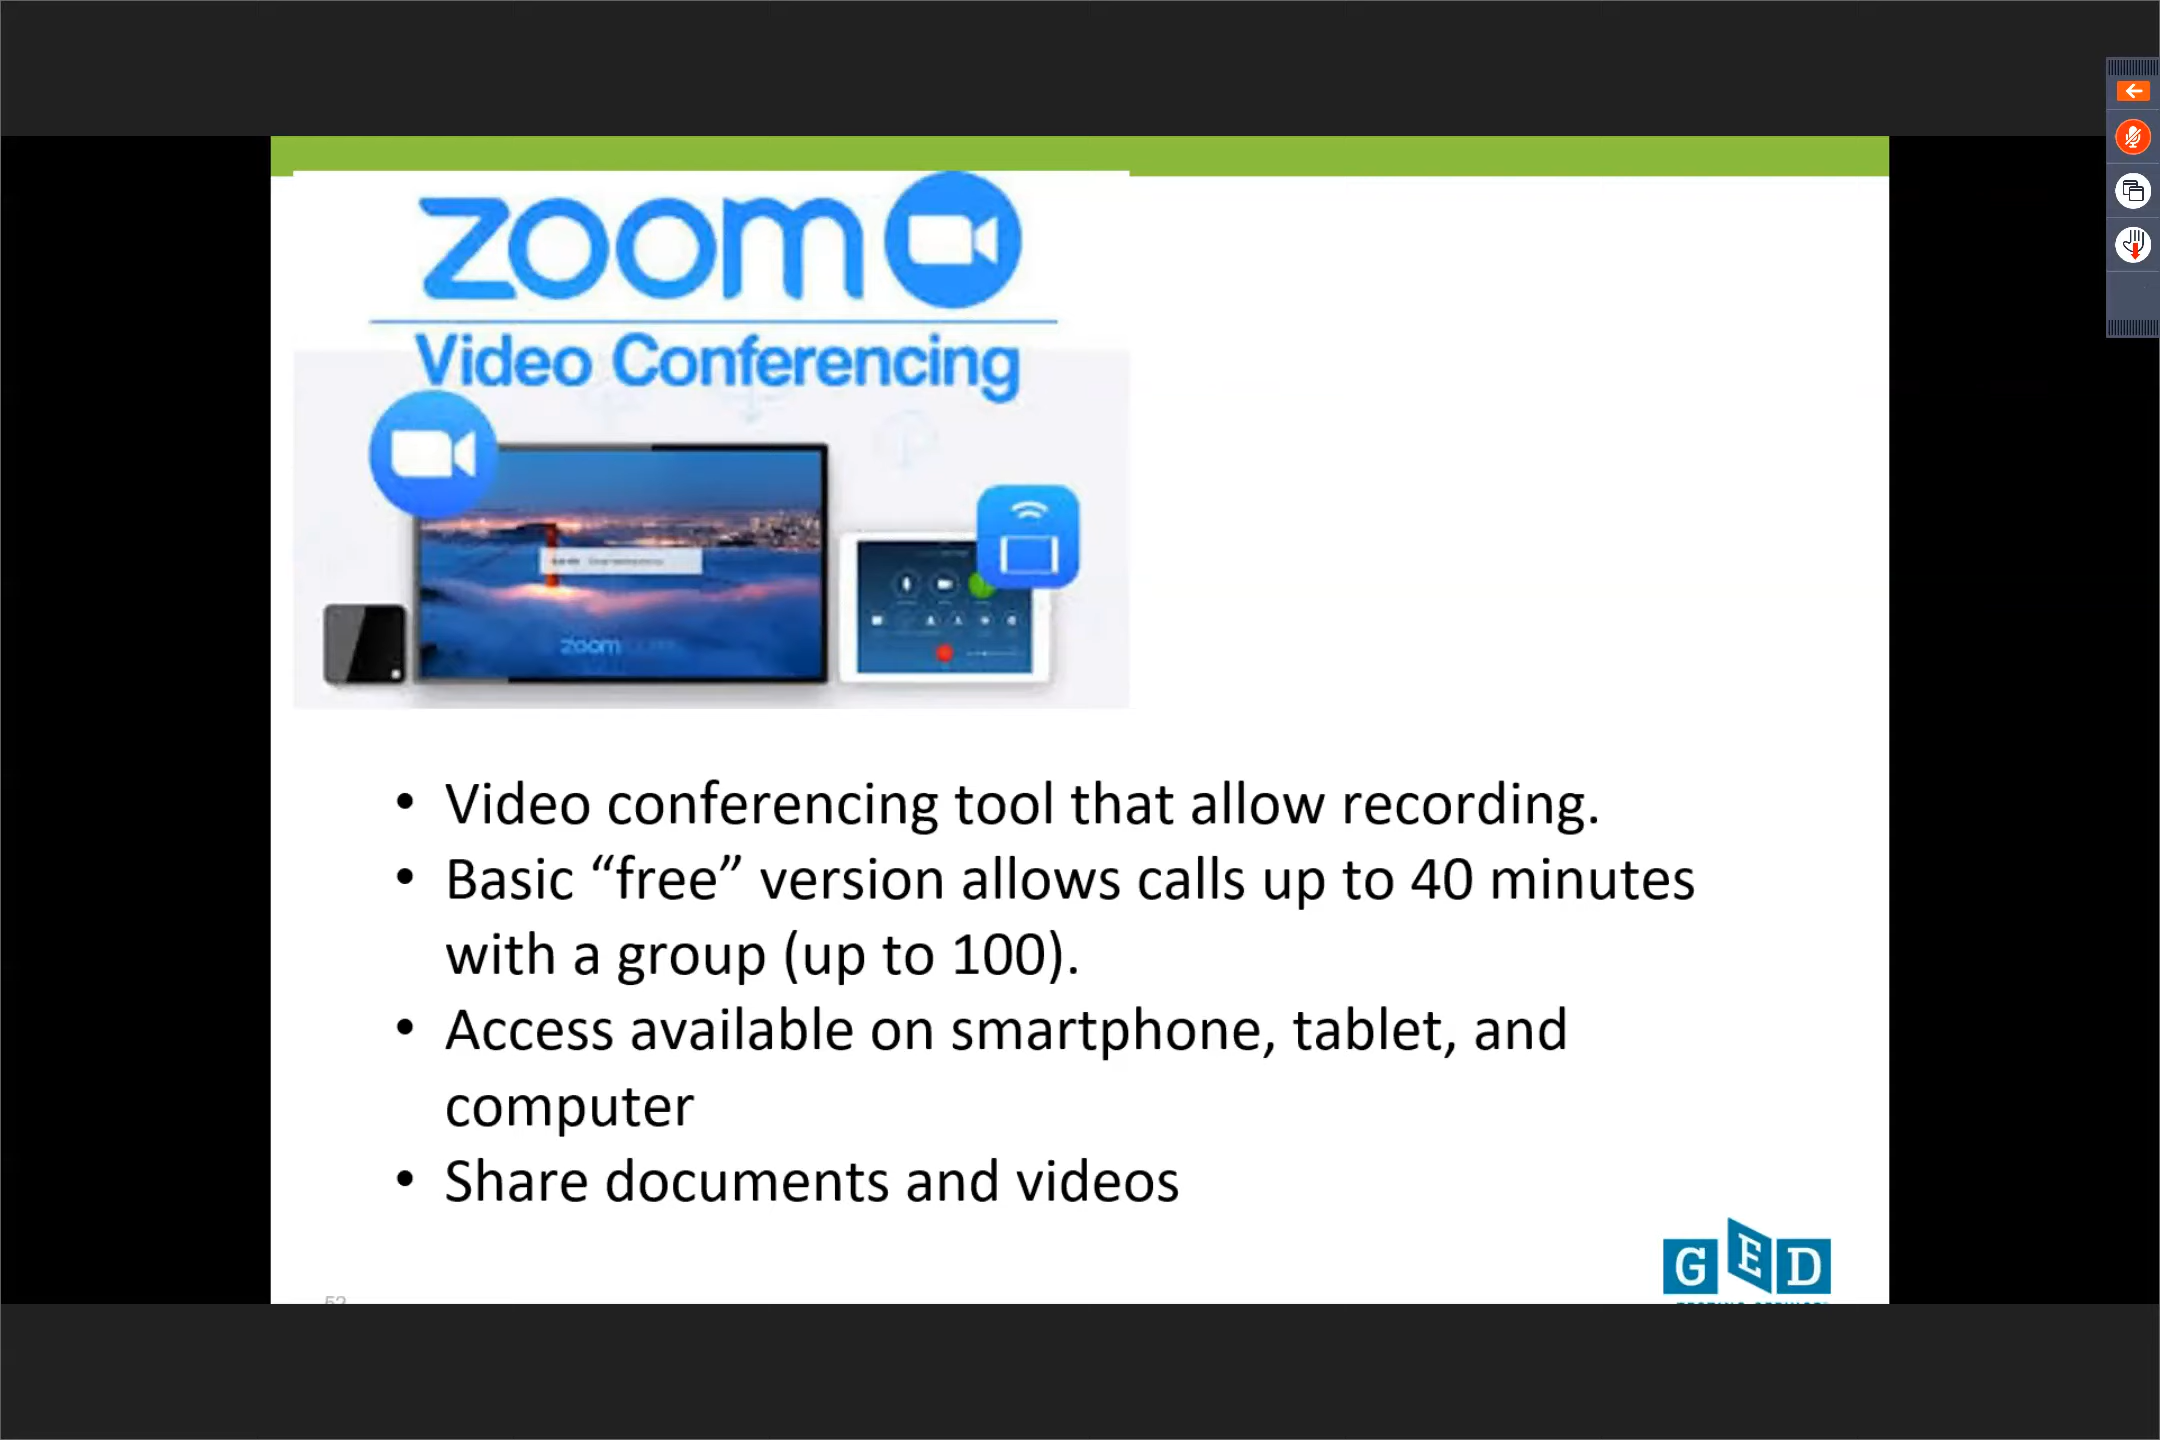 zoom
Video Conferencing
zoom
• Video conferencing tool that allow recording.
• Basic “free” version allows calls up to 40 minutes
with a group (up to 100).
• Access available on smartphone, tablet, and
computer
• Share documents and videos
GED